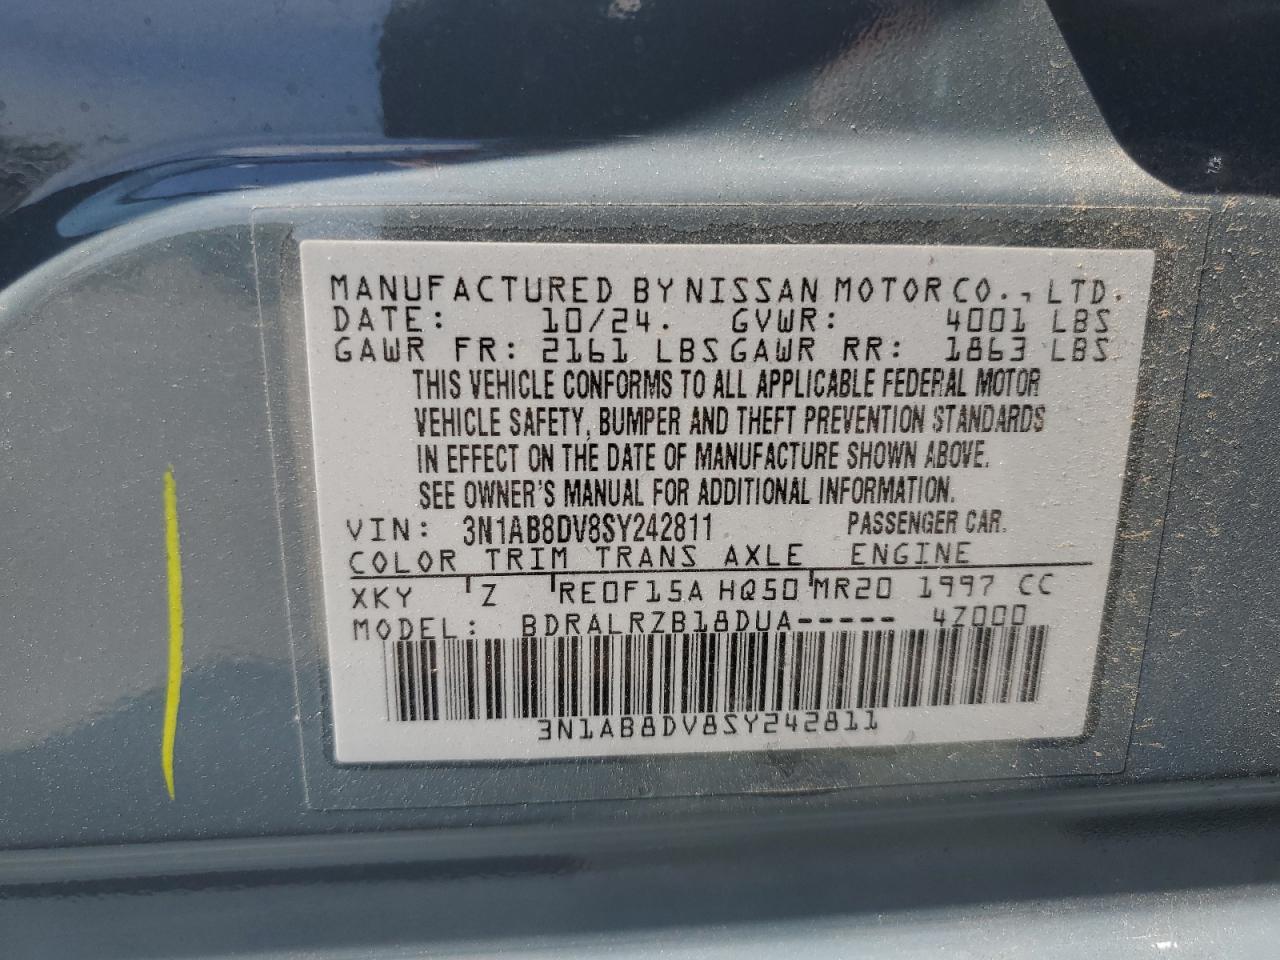 MANUFACTURED BY NISSAN MOTOR CO., LTD.
DATE: 10/24. GVWR: 4001 LBS
GAWR FR: 2161 LBS GAWR RR: 1863 LBS
THIS VEHICLE CONFORMS TO ALL APPLICABLE FEDERAL MOTOR
VEHICLE SAFETY, BUMPER AND THEFT PREVENTION STANDARDS
IN EFFECT ON THE DATE OF MANUFACTURE SHOWN ABOVE.
SEE OWNER'S MANUAL FOR ADDITIONAL INFORMATION.
VIN: 3N1AB8DV8SY242811 PASSENGER CAR.
COLOR TRIM TRANS AXLE ENGINE
XKY Z RE0F15A HQ50 MR20 1997 CC
MODEL: BDRALRZB18DUA----- 4Z000
3N1AB8DV8SY242811